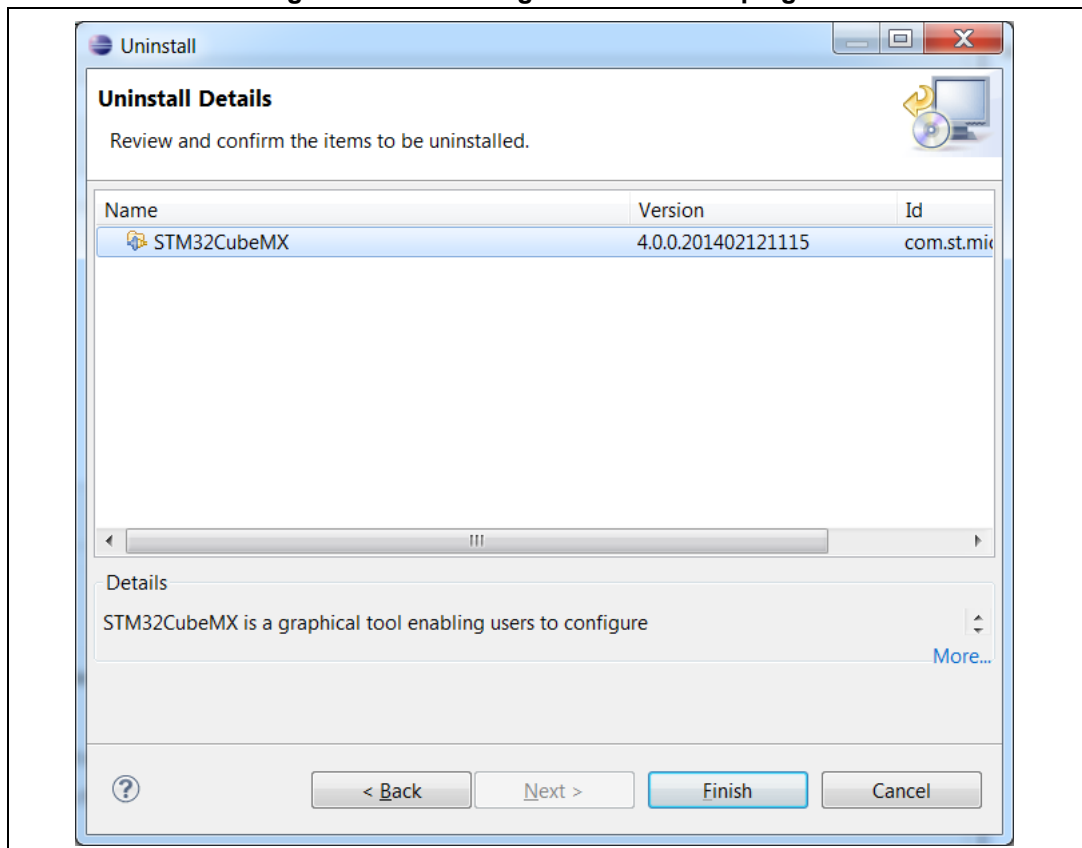 Uninstall
Uninstall Details
Review and confirm the items to be uninstalled.
Name Version Id
STM32CubeMX 4.0.0.201402121115 com.st.mic
Details
STM32CubeMX is a graphical tool enabling users to configure
More...
< Back Next > Finish Cancel